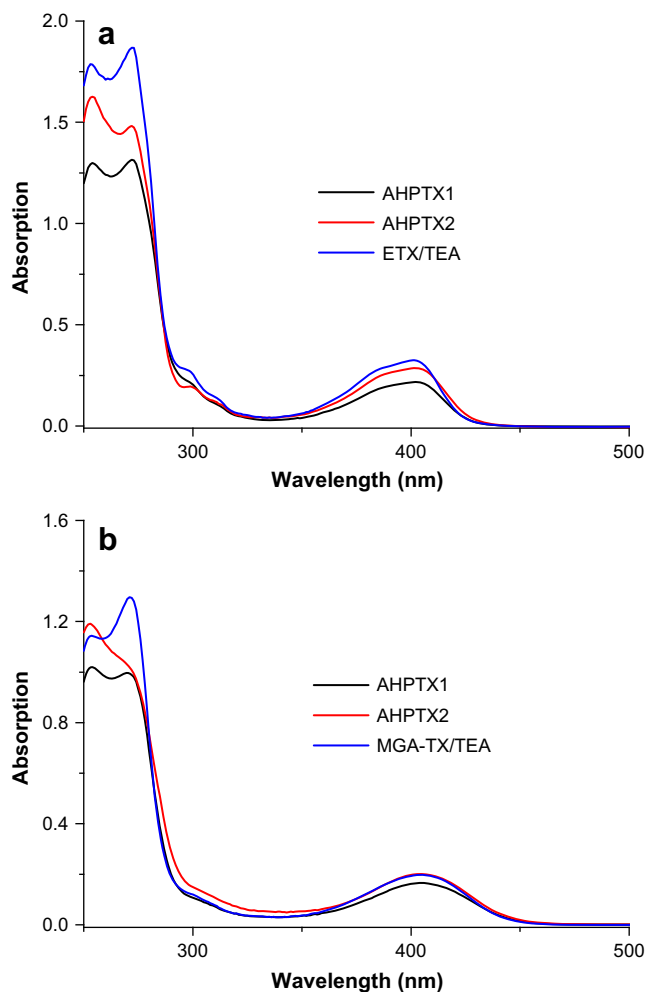 a
2.0
1.5
1.0
0.5
0.0
Absorption
AHPTX1
AHPTX2
ETX/TEA
300
400
500
Wavelength (nm)
b
1.6
1.2
0.8
0.4
0.0
Absorption
AHPTX1
AHPTX2
MGA-TX/TEA
300
400
500
Wavelength (nm)